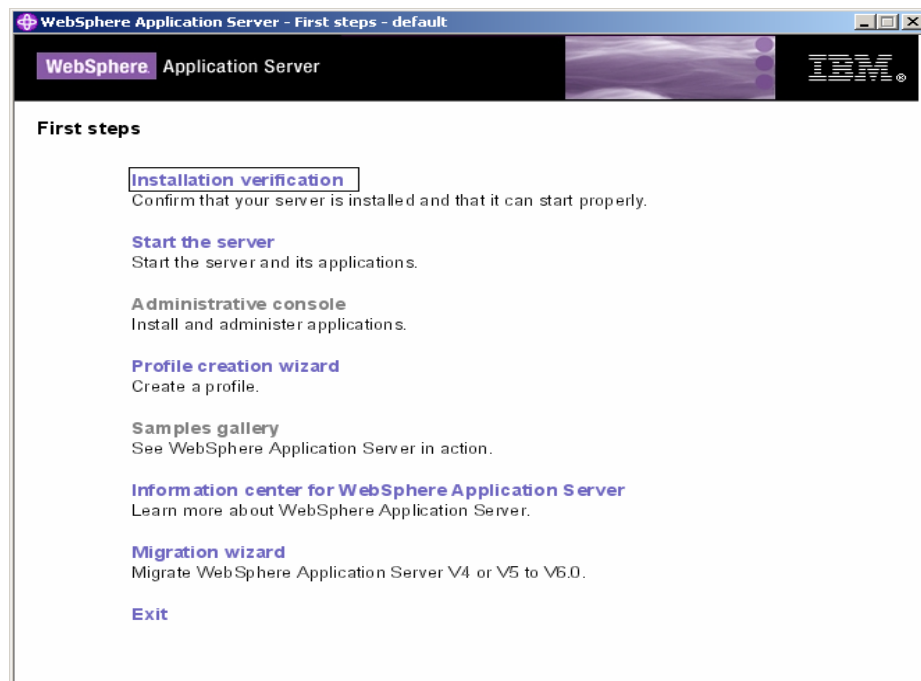 WebSphere Application Server - First steps - default
WebSphere Application Server
IBM®
First steps
Installation verification
Confirm that your server is installed and that it can start properly.
Start the server
Start the server and its applications.
Administrative console
Install and administer applications.
Profile creation wizard
Create a profile.
Samples gallery
See WebSphere Application Server in action.
Information center for WebSphere Application Server
Learn more about WebSphere Application Server.
Migration wizard
Migrate WebSphere Application Server V4 or V5 to V6.0.
Exit